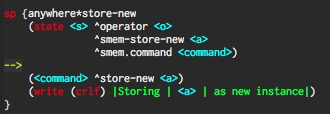 sp {anywhere*store-new
(state <s> ^operator <o>
^smem-store-new <a>
^smem.command <command>)
-->
(<command> ^store-new <a>)
(write (crlf) |Storing | <a> | as new instance|)
}